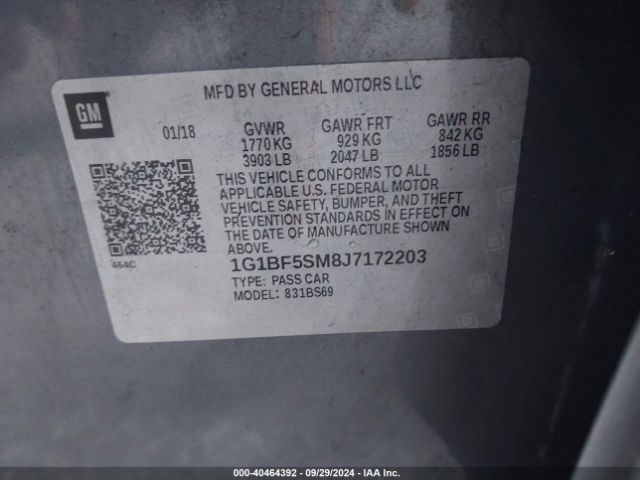 GM
MFD BY GENERAL MOTORS LLC
01/18 GVWR GAWR FRT GAWR RR
1770 KG 929 KG 842 KG
3903 LB 2047 LB 1856 LB
THIS VEHICLE CONFORMS TO ALL
APPLICABLE U.S. FEDERAL MOTOR
VEHICLE SAFETY, BUMPER, AND THEFT
PREVENTION STANDARDS IN EFFECT ON
THE DATE OF MANUFACTURE SHOWN
ABOVE.
464C
1G1BF5SM8J7172203
TYPE: PASS CAR
MODEL: 831BS69
000-40464392 - 09/29/2024 - IAA Inc.